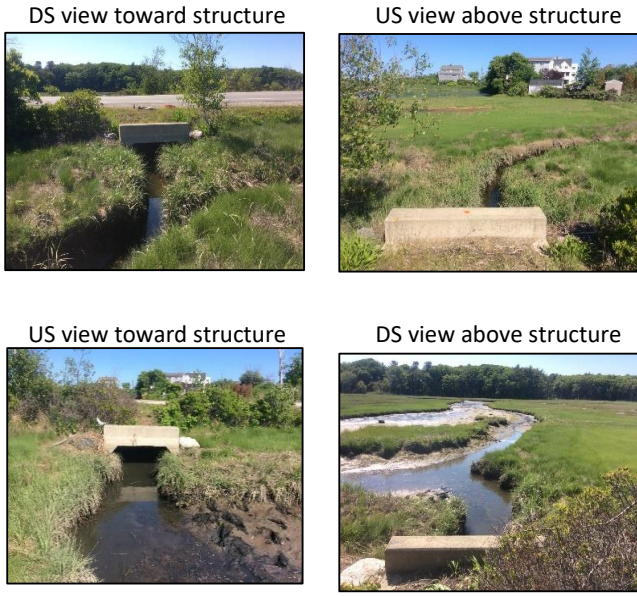 DS view toward structure
US view above structure
US view toward structure
DS view above structure